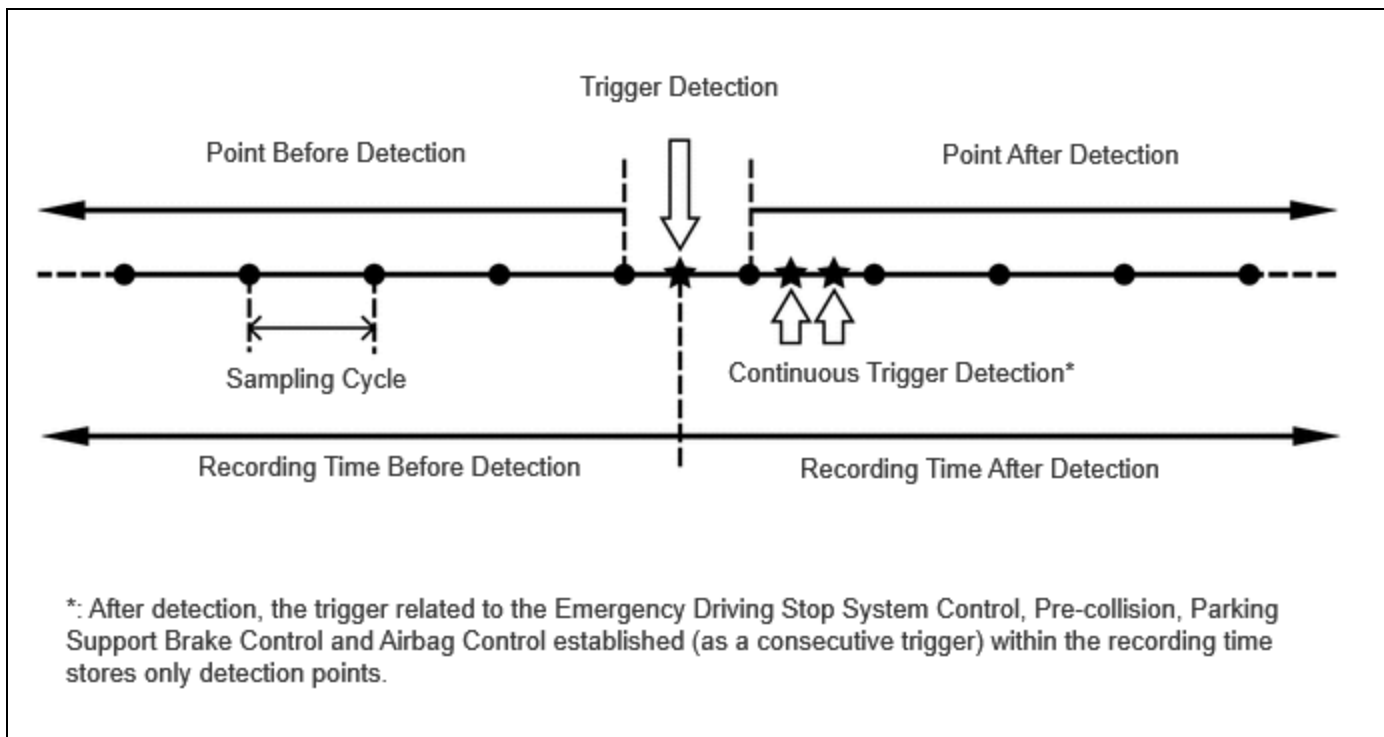 Trigger Detection
Point Before Detection
Point After Detection
Sampling Cycle
Continuous Trigger Detection*
Recording Time Before Detection
Recording Time After Detection
*: After detection, the trigger related to the Emergency Driving Stop System Control, Pre-collision, Parking
Support Brake Control and Airbag Control established (as a consecutive trigger) within the recording time
stores only detection points.